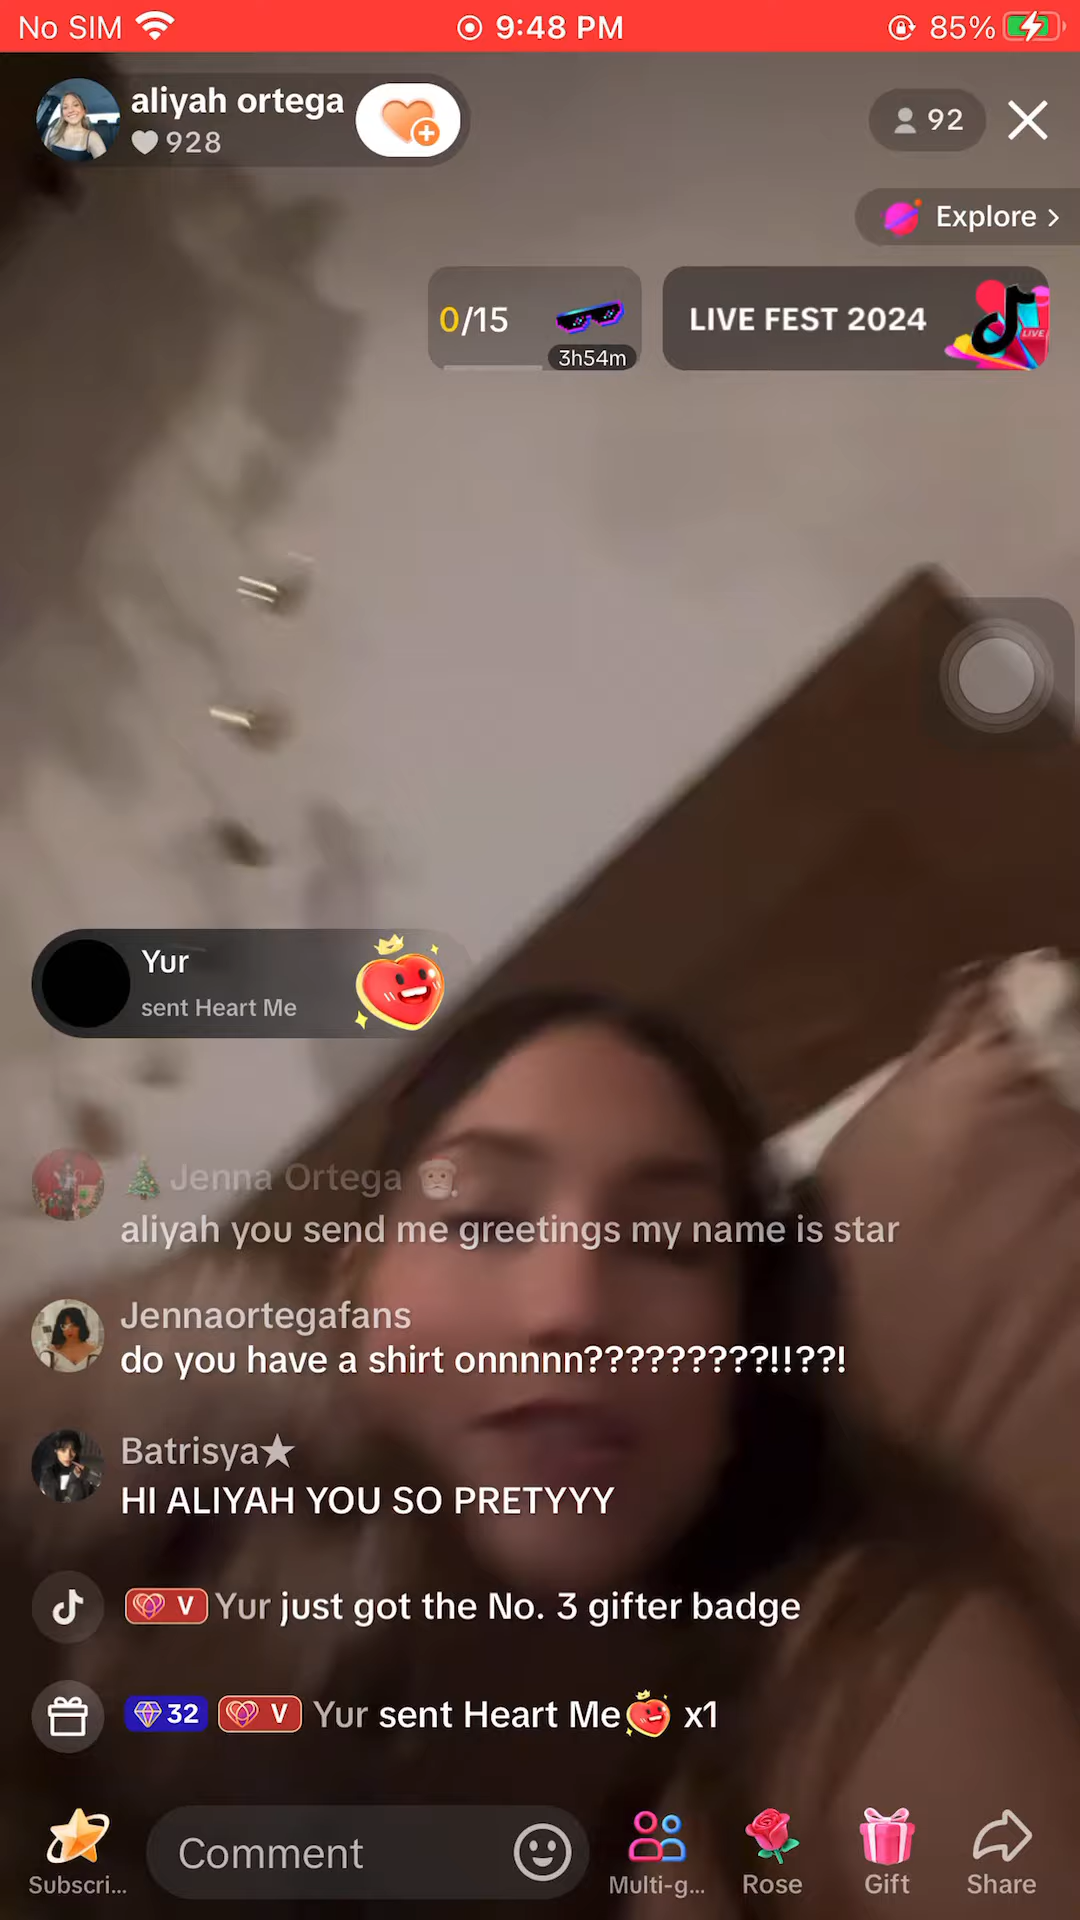 No SIM 9:48 PM 85%
aliyah ortega
928
92
Explore >
0/15
3h54m
LIVE FEST 2024
LIVE
Yur
sent Heart Me
🎄Jenna Ortega 🎅
aliyah you send me greetings my name is star
Jennaortegafans
do you have a shirt onnnnn?????????!!??!
Batrisya★
HI ALIYAH YOU SO PRETYYY
V Yur just got the No. 3 gifter badge
32 V Yur sent Heart Me x1
Subscri...
Comment
Multi-g...
Rose
Gift
Share